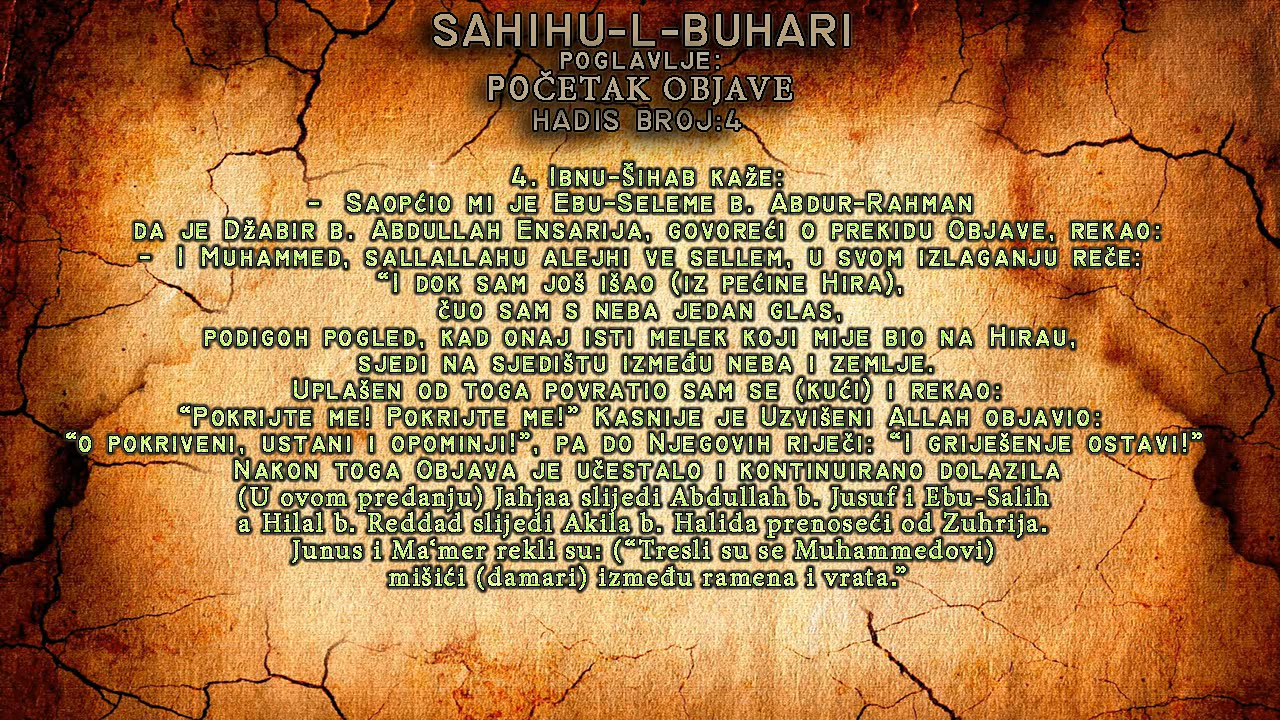 SAHIHU-L-BUHARI
POGLAVLJE:
POČETAK OBJAVE
HADIS BROJ:4
4. Ibnu-Šihab kaže:
- Saopćio mi je Ebu-Seleme b. Abdur-Rahman
da je Džabir b. Abdullah Ensarija, govoreći o prekidu Objave, rekao:
- I Muhammed, sallallahu alejhi ve sellem, u svom izlaganju reče:
“I dok sam još išao (iz pećine Hira),
čuo sam s neba jedan glas,
podigoh pogled, kad onaj isti melek koji mije bio na Hirau,
sjedi na sjedištu između neba i zemlje.
Uplašen od toga povratio sam se (kući) i rekao:
“Pokrijte me! Pokrijte me!” Kasnije je Uzvišeni Allah objavio:
“o pokriveni, ustani i opominji!”, pa do Njegovih riječi: “I griješenje ostavi!”
Nakon toga Objava je učestalo i kontinuirano dolazila
(U ovom predanju) Jahjaa slijedi Abdullah b. Jusuf i Ebu-Salih
a Hilal b. Reddad slijedi Akila b. Halida prenoseći od Zuhrija.
Junus i Ma‘mer rekli su: (“Tresli su se Muhammedovi)
mišići (damari) između ramena i vrata.”